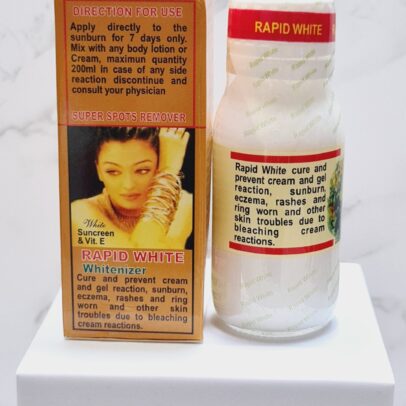 DIRECTION FOR USE
Apply directly to the
sunburn for 7 days only.
Mix with any body lotion or
Cream, maximun quantity
200ml in case of any side
reaction discontinue and
consult your physician
SUPER SPOTS REMOVER
White
Suncreen
& Vit. E
RAPID WHITE
Whitenizer
Cure and prevent cream
and gel reaction, sunburn,
eczema, rashes and ring
worn and other skin
troubles due to bleaching
cream reactions.
RAPID WHITE
Rapid White cure and
prevent cream and gel
reaction, sunburn,
eczema, rashes and
ring worn and other
skin troubles due to
bleaching cream
reactions.